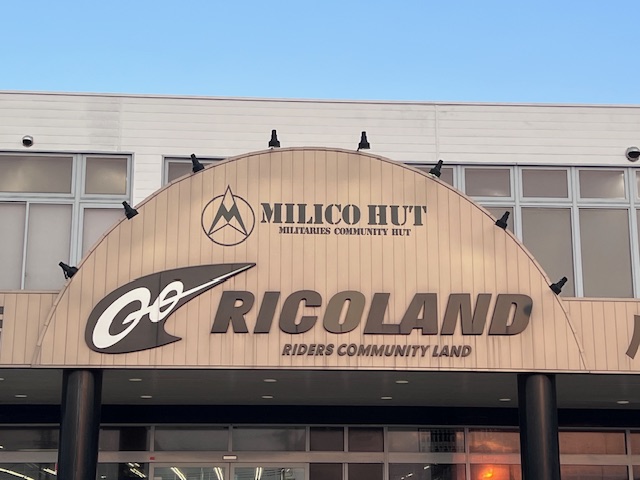 MILICO HUT
MILITARIES COMMUNITY HUT
RICOLAND
RIDERS COMMUNITY LAND